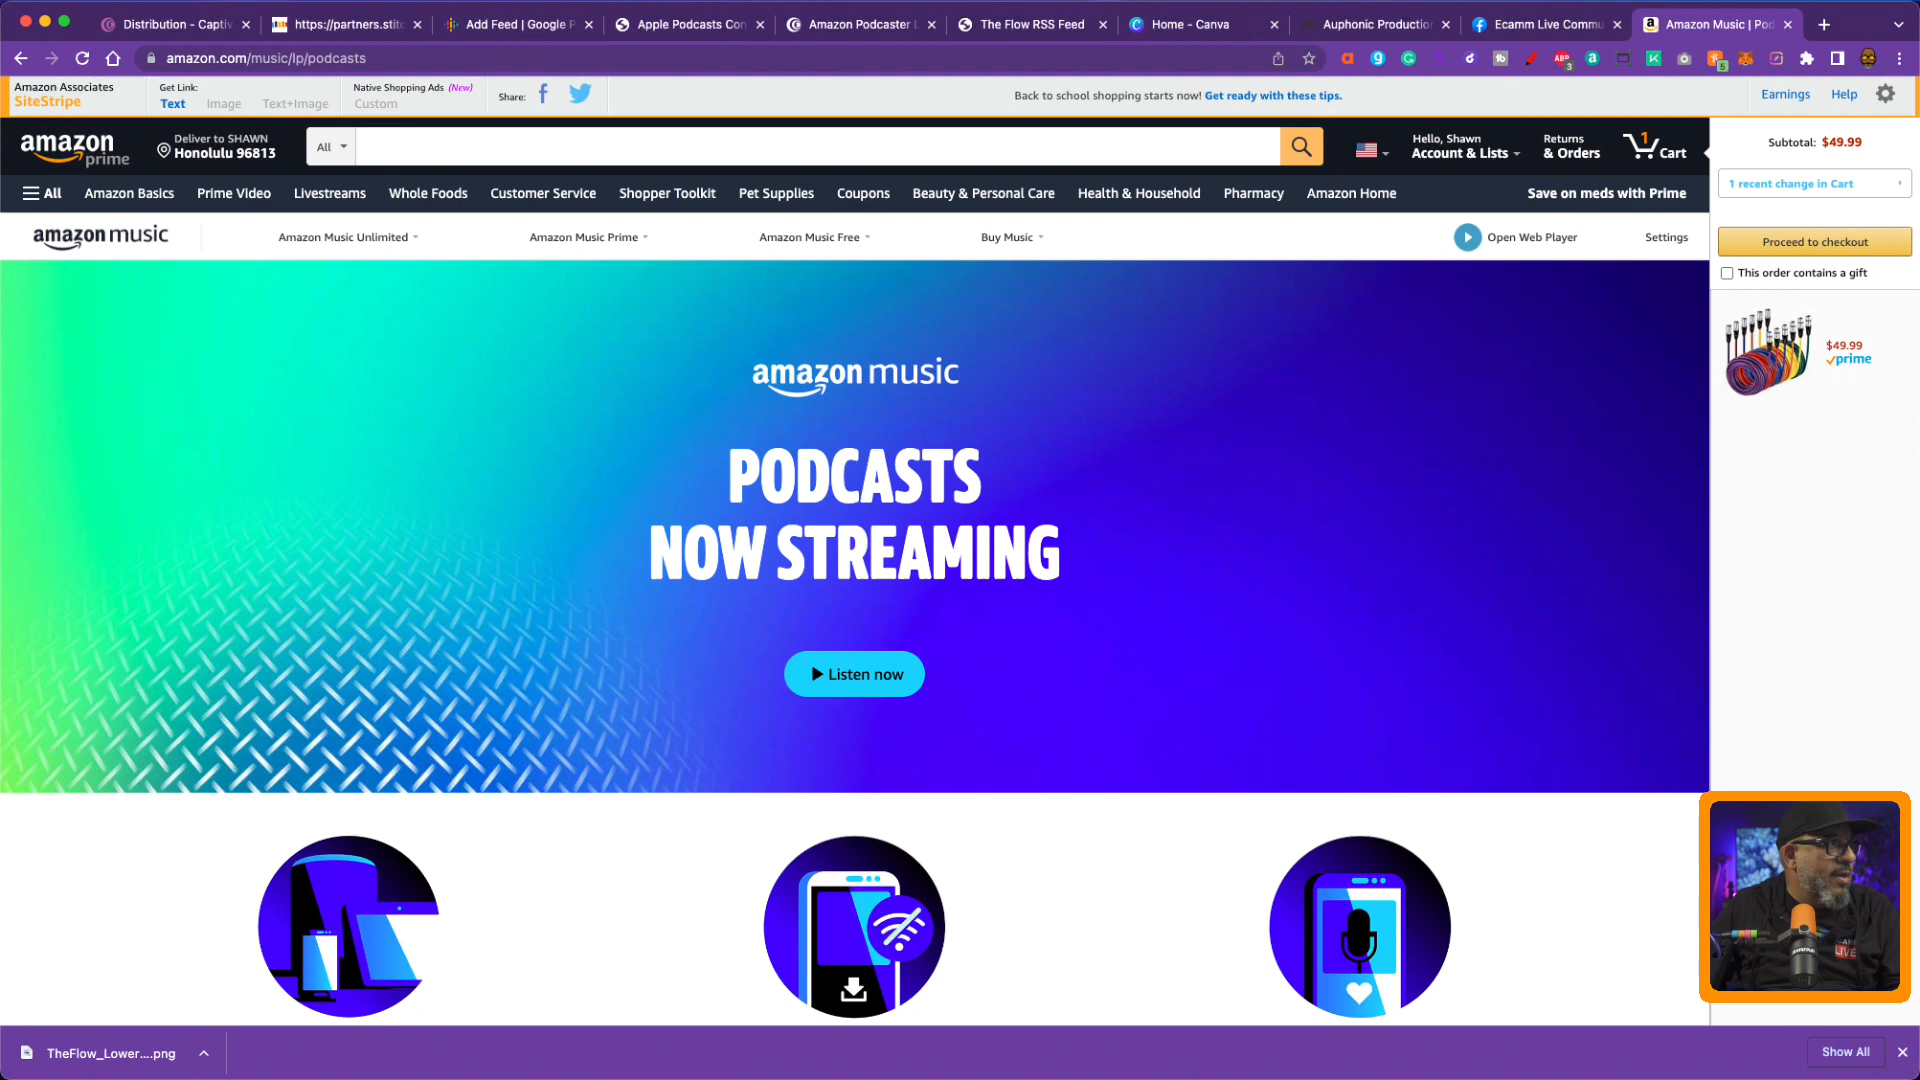 Distribution - Captiv
https://partners.stitc
Add Feed | Google P
Apple Podcasts Con
Amazon Podcaster L
The Flow RSS Feed
Home - Canva
Auphonic Productio
Ecamm Live Commu
Amazon Music | Pod
amazon.com/music/lp/podcasts
Amazon Associates
SiteStripe
Get Link:
Text
Image
Text+Image
Native Shopping Ads (New)
Custom
Share:
Back to school shopping starts now! Get ready with these tips.
Earnings
Help
amazon prime
Deliver to SHAWN
Honolulu 96813
All
Hello, Shawn
Account & Lists
Returns
& Orders
1
Cart
Subtotal: $49.99
1 recent change in Cart
Proceed to checkout
This order contains a gift
$49.99
prime
All
Amazon Basics
Prime Video
Livestreams
Whole Foods
Customer Service
Shopper Toolkit
Pet Supplies
Coupons
Beauty & Personal Care
Health & Household
Pharmacy
Amazon Home
Save on meds with Prime
amazon music
Amazon Music Unlimited
Amazon Music Prime
Amazon Music Free
Buy Music
Open Web Player
Settings
amazon music
PODCASTS
NOW STREAMING
Listen now
LIVE
TheFlow_Lower....png
Show All